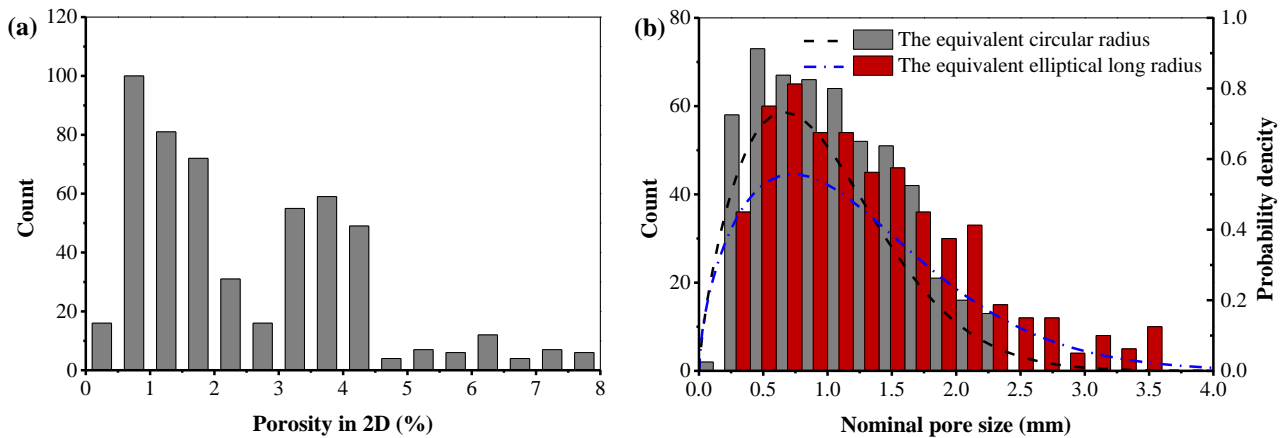 (a)
120
100
80
60
40
20
0
Count
0 1 2 3 4 5 6 7 8
Porosity in 2D (%)
(b)
80
60
40
20
0
Count
The equivalent circular radius
The equivalent elliptical long radius
1.0
0.8
0.6
0.4
0.2
0.0
Probability dencity
0.0 0.5 1.0 1.5 2.0 2.5 3.0 3.5 4.0
Nominal pore size (mm)